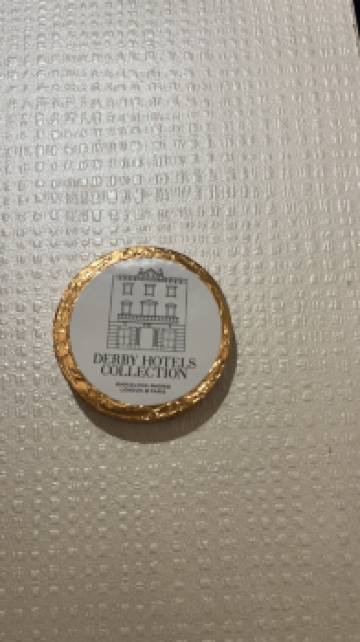 DERBY HOTELS
COLLECTION
BARCELONA MADRID
LONDON & PARIS